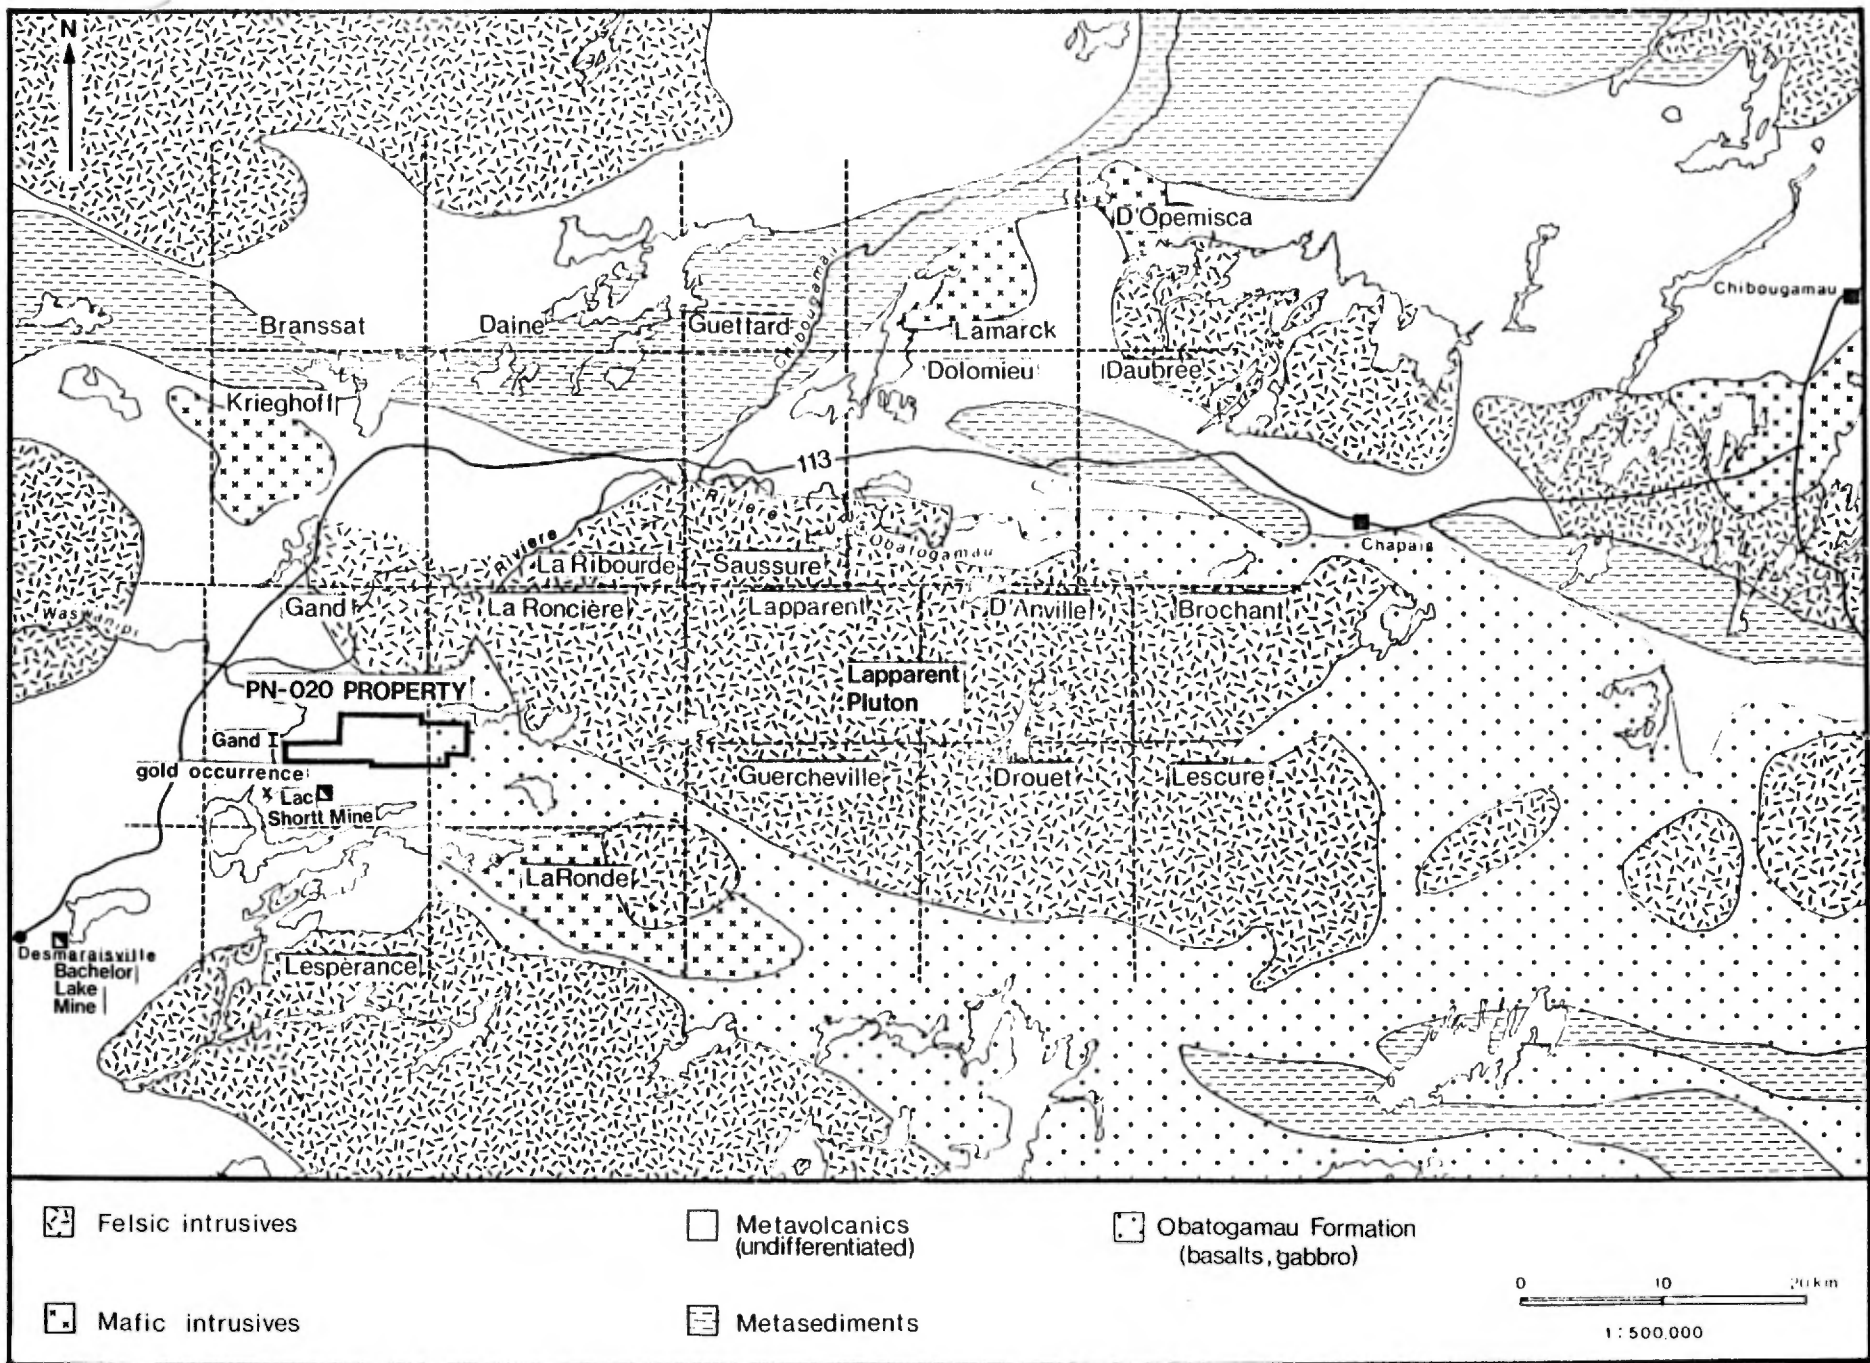 N
D'Opemisca
Chibougamau
Chibougamau
Branssat
Daine
Guettard
Lamarck
Dolomieu
Daubrée
Krieghoff
113
Rivière
Rivière
Obatogamau
Chapais
La Ribourde
Saussure
Gand
La Roncière
Lapparent
D'Anville
Brochant
Waswanipi
Lapparent
Pluton
PN-020 PROPERTY
Gand I
gold occurrence
Guercheville
Drouet
Lescure
x Lac
Shortt Mine
LaRonde
Desmaraisville
Bachelor
Lake
Mine
Lespérance
Felsic intrusives
Metavolcanics
(undifferentiated)
Obatogamau Formation
(basalts, gabbro)
Mafic intrusives
Metasediments
0 10 20 km
1:500,000